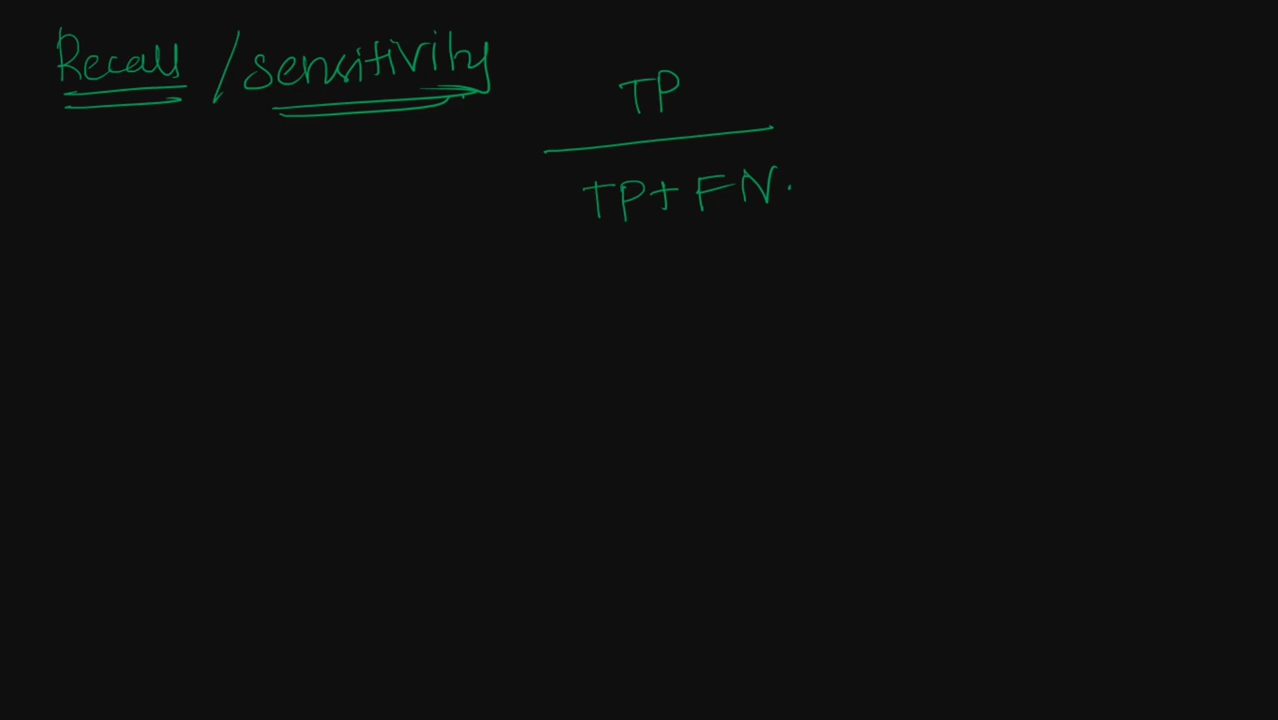 Recall / sensitivity
TP
TP + FN.